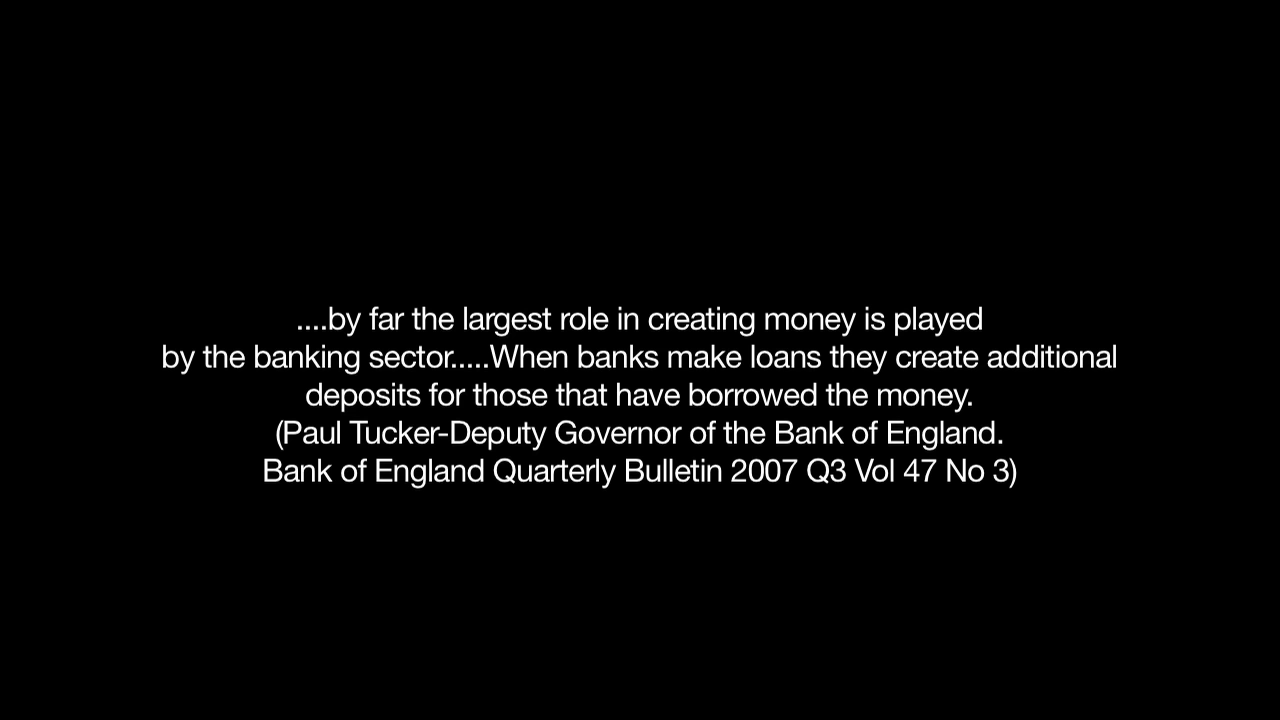 ....by far the largest role in creating money is played
by the banking sector.....When banks make loans they create additional
deposits for those that have borrowed the money.
(Paul Tucker-Deputy Governor of the Bank of England.
Bank of England Quarterly Bulletin 2007 Q3 Vol 47 No 3)